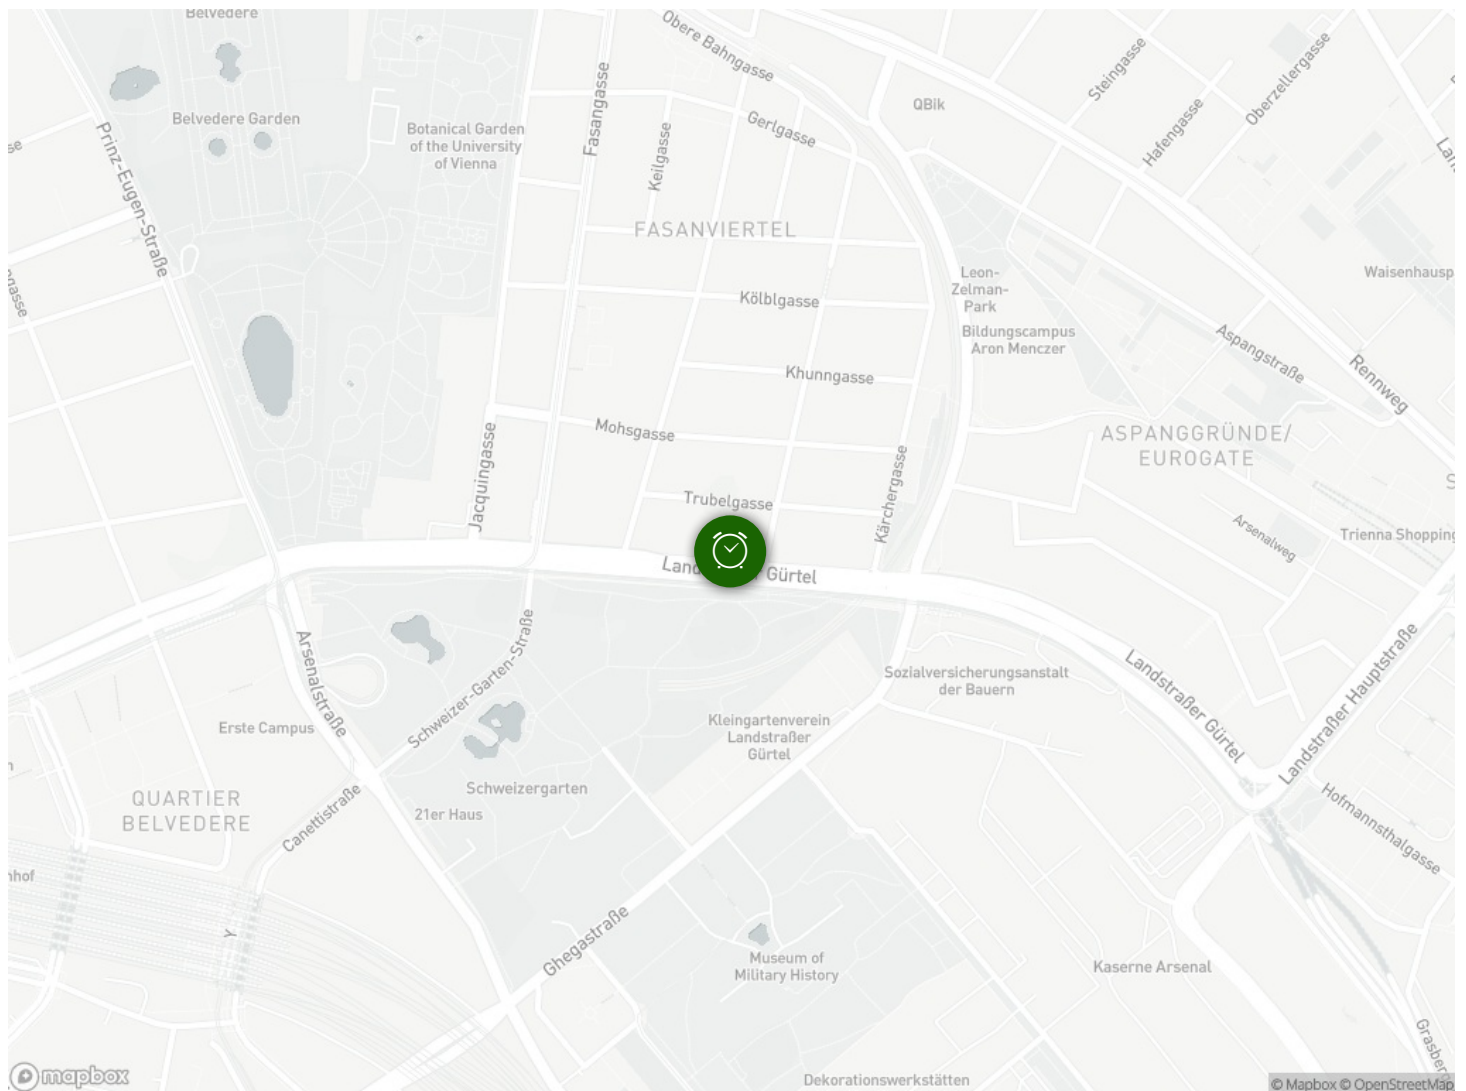 Belvedere
Obere Bahngasse
Steingasse
Oberzellergasse
QBik
Belvedere Garden
Botanical Garden
of the University
of Vienna
Fasangasse
Gerlgasse
Hafengasse
Keilgasse
Prinz-Eugen-Straße
FASANVIERTEL
Leon-
Zelman-
Park
Waisenhausp
Kölblgasse
Bildungscampus
Aron Menczer
Aspangstraße
Rennweg
Khunngasse
Mohsgasse
ASPANGGRÜNDE/
EUROGATE
Jacquingasse
Kärchergasse
Trubelgasse
Arsenalweg
Trienna Shopping
Gürtel
Arsenalstraße
Schweizer-Garten-Straße
Sozialversicherungsanstalt
der Bauern
Landstraßer Gürtel
Landstraßer Hauptstraße
Erste Campus
Kleingartenverein
Landstraßer
Gürtel
Schweizergarten
QUARTIER
BELVEDERE
21er Haus
Canettistraße
Hofmannsthalgasse
nhof
Y
Ghegastraße
Museum of
Military History
Kaserne Arsenal
Grasberg
Dekorationswerkstätten
mapbox
© Mapbox © OpenStreetMap